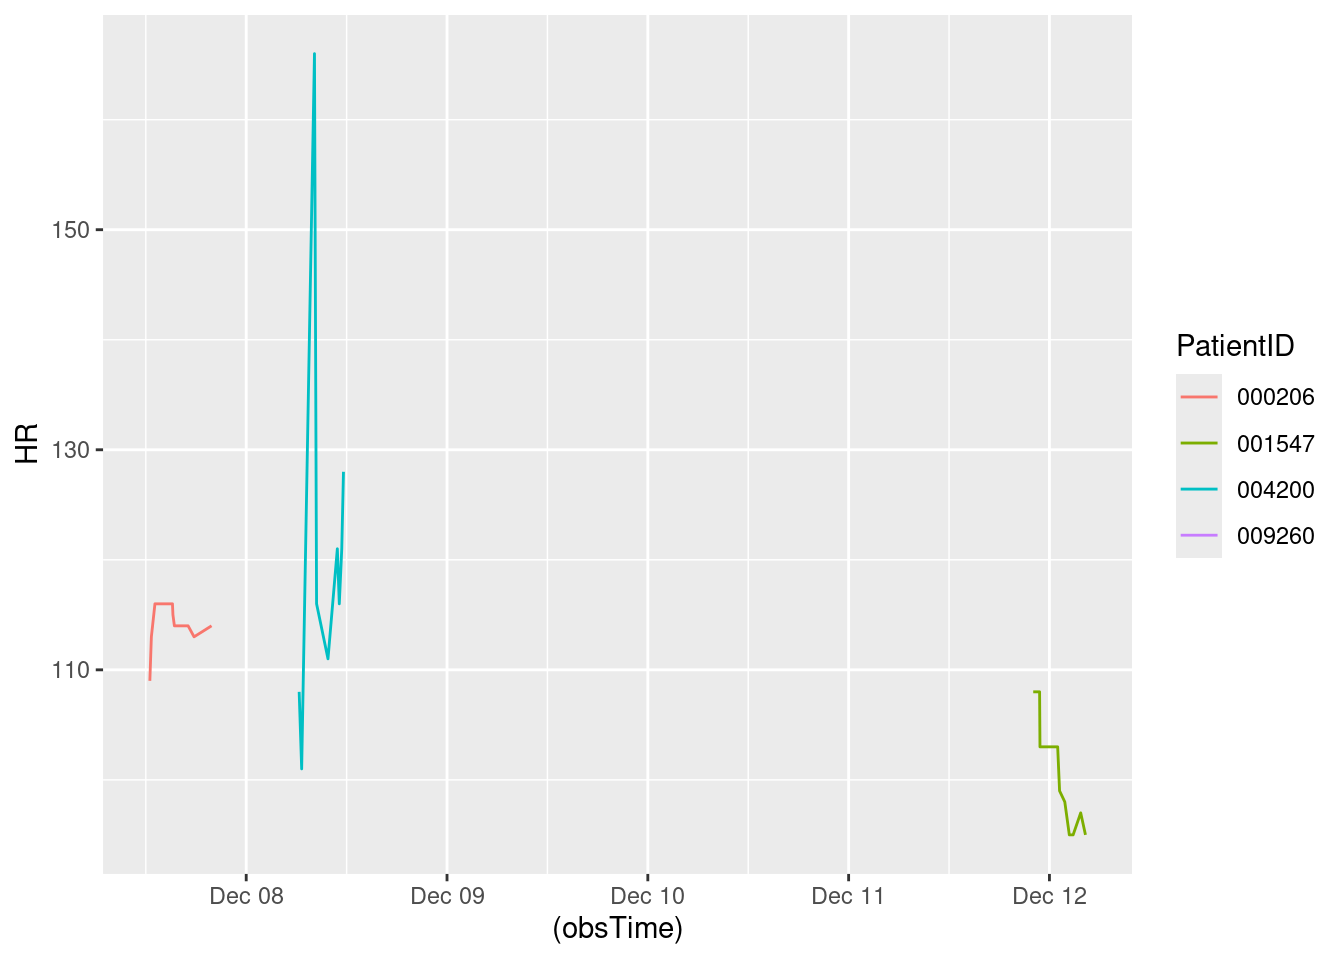 150
130
110
HR
Dec 08
Dec 09
Dec 10
Dec 11
Dec 12
(obsTime)
PatientID
000206
001547
004200
009260